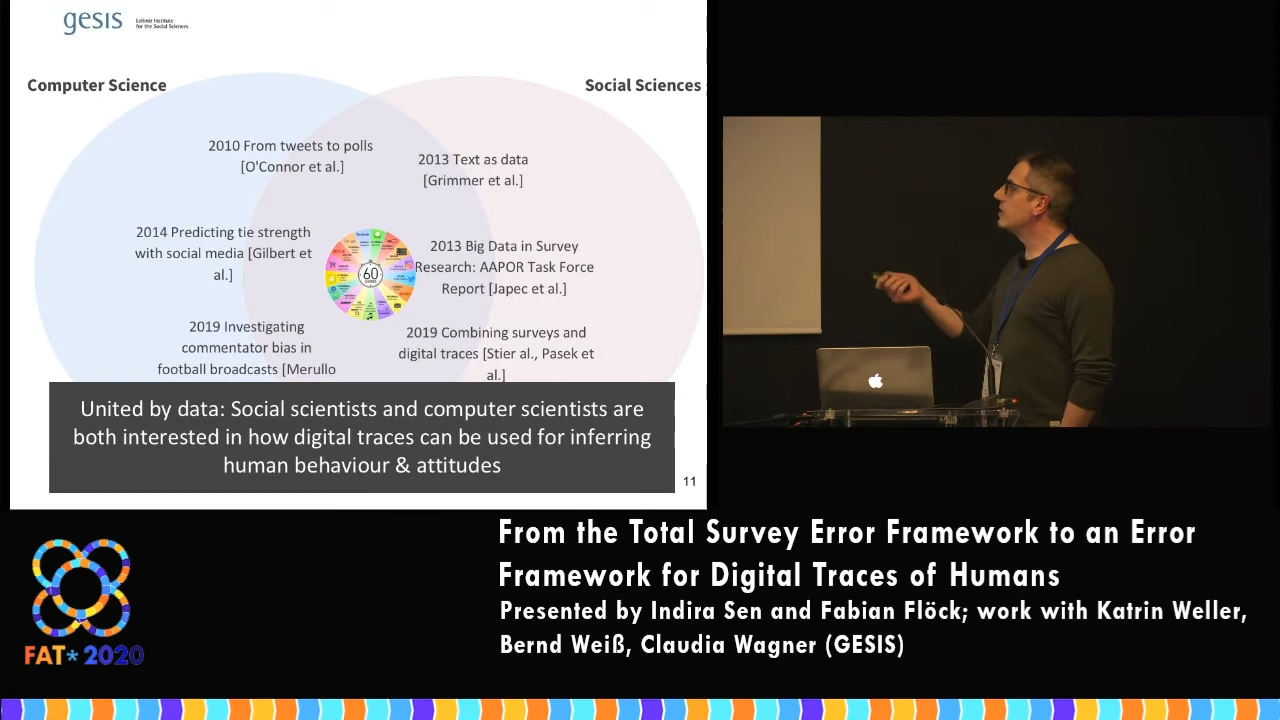 gesis
Leibniz Institute
for the Social Sciences
Computer Science
Social Sciences
2010 From tweets to polls
[O'Connor et al.]
2013 Text as data
[Grimmer et al.]
2014 Predicting tie strength
with social media [Gilbert et
al.]
60
2013 Big Data in Survey
Research: AAPOR Task Force
Report [Japec et al.]
2019 Investigating
commentator bias in
football broadcasts [Merullo
2019 Combining surveys and
digital traces [Stier al., Pasek et
al.]
United by data: Social scientists and computer scientists are
both interested in how digital traces can be used for inferring
human behaviour & attitudes
11
From the Total Survey Error Framework to an Error
Framework for Digital Traces of Humans
Presented by Indira Sen and Fabian Flöck; work with Katrin Weller,
Bernd Weiß, Claudia Wagner (GESIS)
FAT* 2020